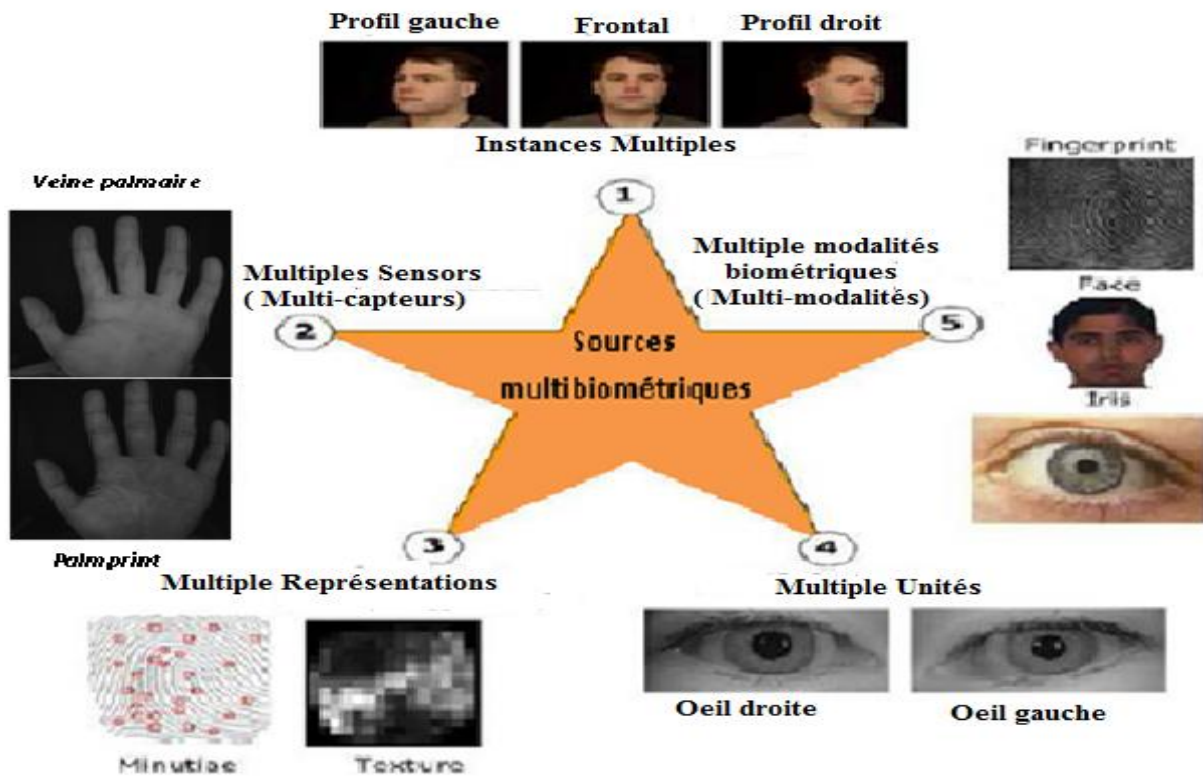 Profil gauche
Frontal
Profil droit
Instances Multiples
Fingerprint
Veine palmaire
1
Multiples Sensors
( Multi-capteurs)
Multiple modalités
biométriques
( Multi-modalités)
Face
2
5
Sources
multibiométriques
Iris
3
4
Palmprint
Multiple Représentations
Multiple Unités
Oeil droite
Oeil gauche
Minutiae
Texture